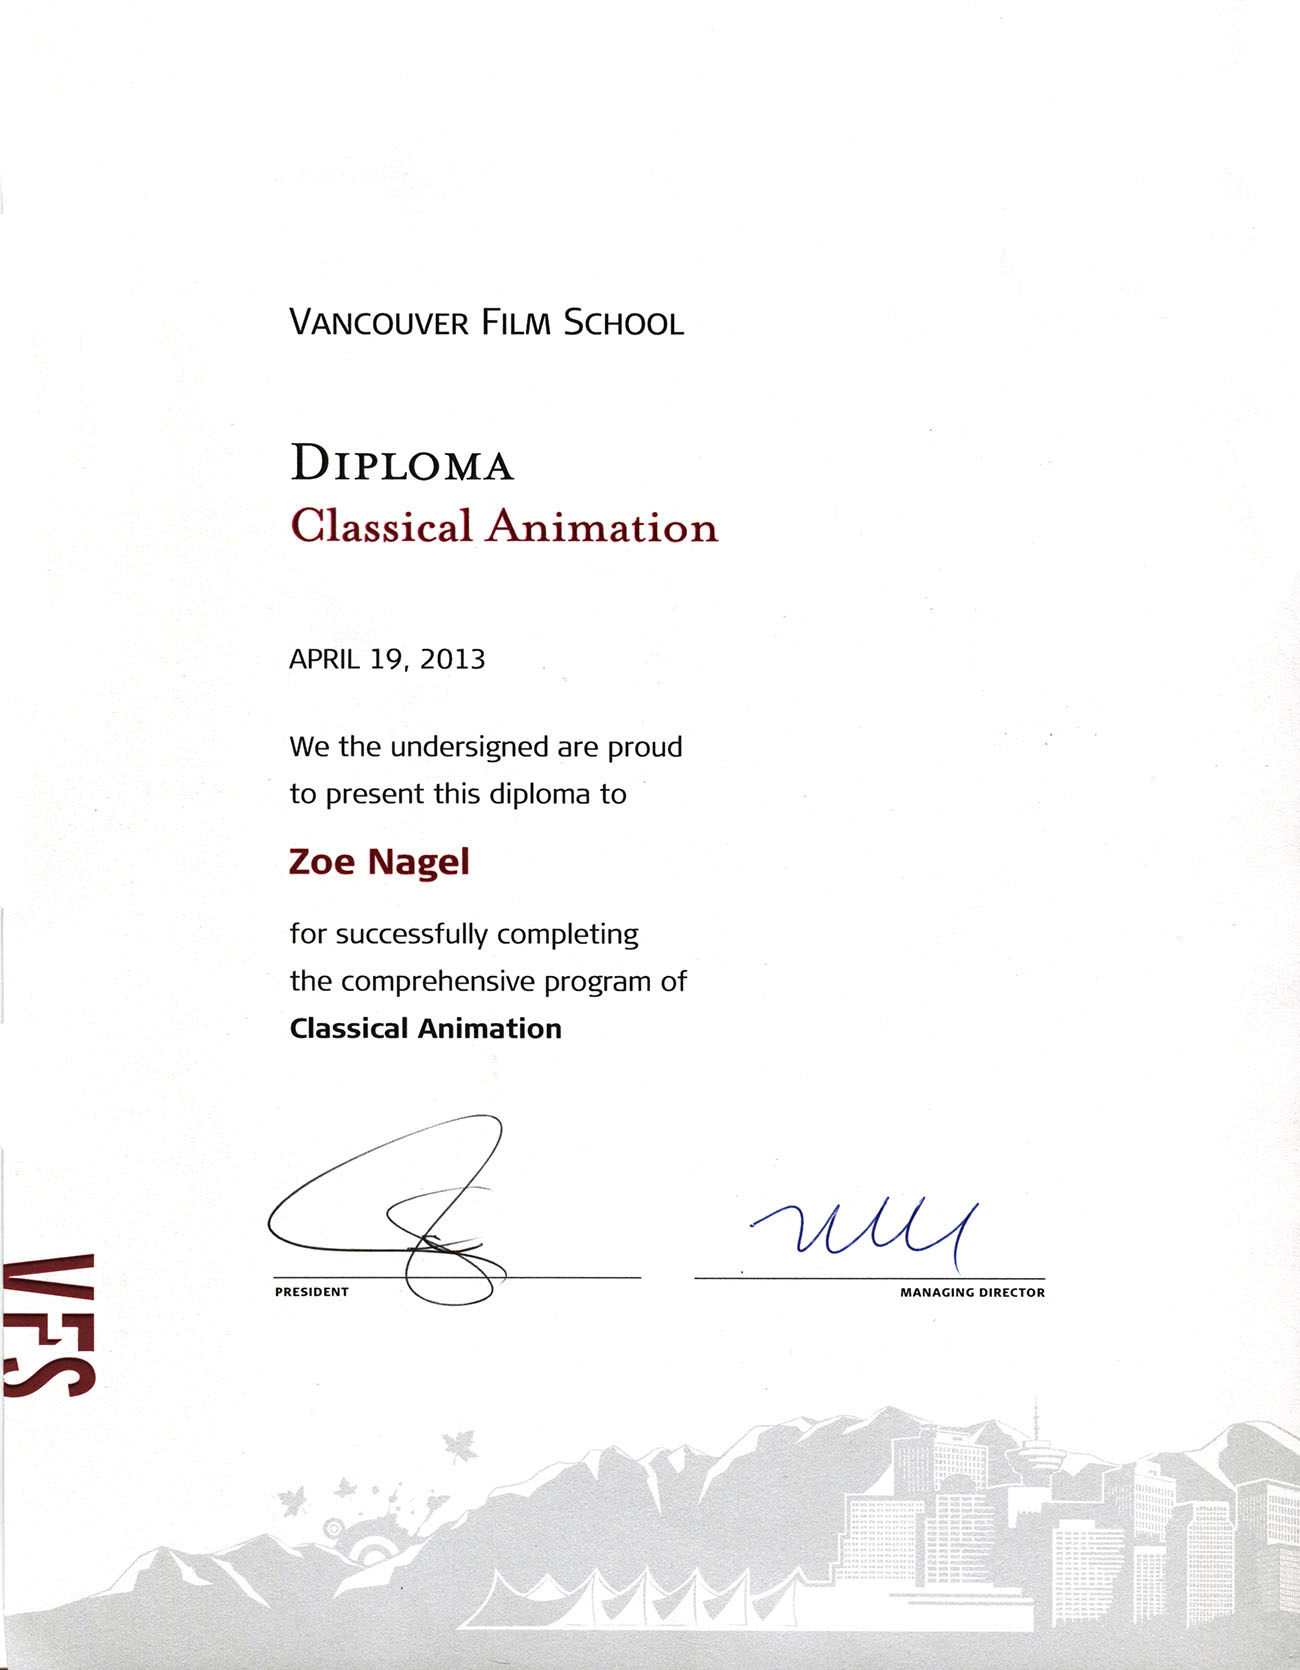 VANCOUVER FILM SCHOOL
DIPLOMA
Classical Animation
APRIL 19, 2013
We the undersigned are proud
to present this diploma to
Zoe Nagel
for successfully completing
the comprehensive program of
Classical Animation
PRESIDENT
MANAGING DIRECTOR
VFS